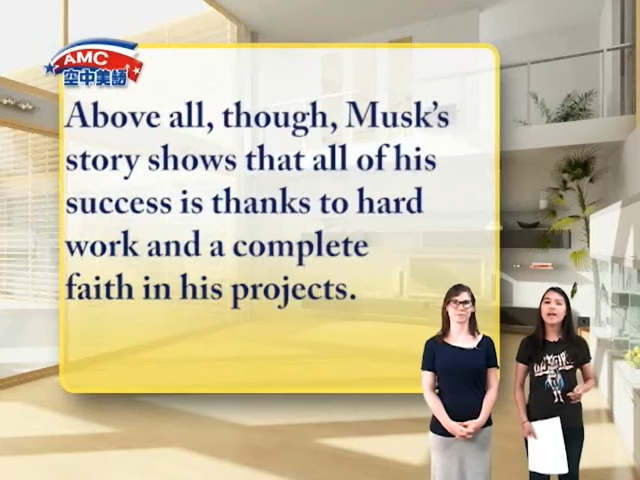 AMC
空中美語
Above all, though, Musk's
story shows that all of his
success is thanks to hard
work and a complete
faith in his projects.